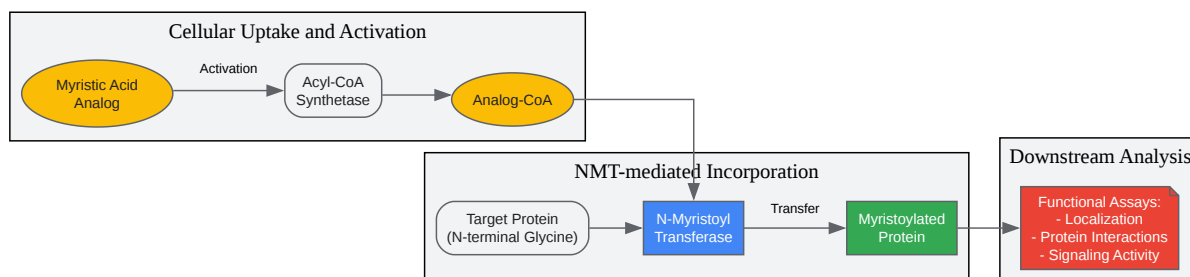 Cellular Uptake and Activation
Myristic Acid
Analog
Activation
Acyl-CoA
Synthetase
Analog-CoA
NMT-mediated Incorporation
Target Protein
(N-terminal Glycine)
N-Myristoyl
Transferase
Transfer
Myristoylated
Protein
Downstream Analysis
Functional Assays:
- Localization
- Protein Interactions
- Signaling Activity